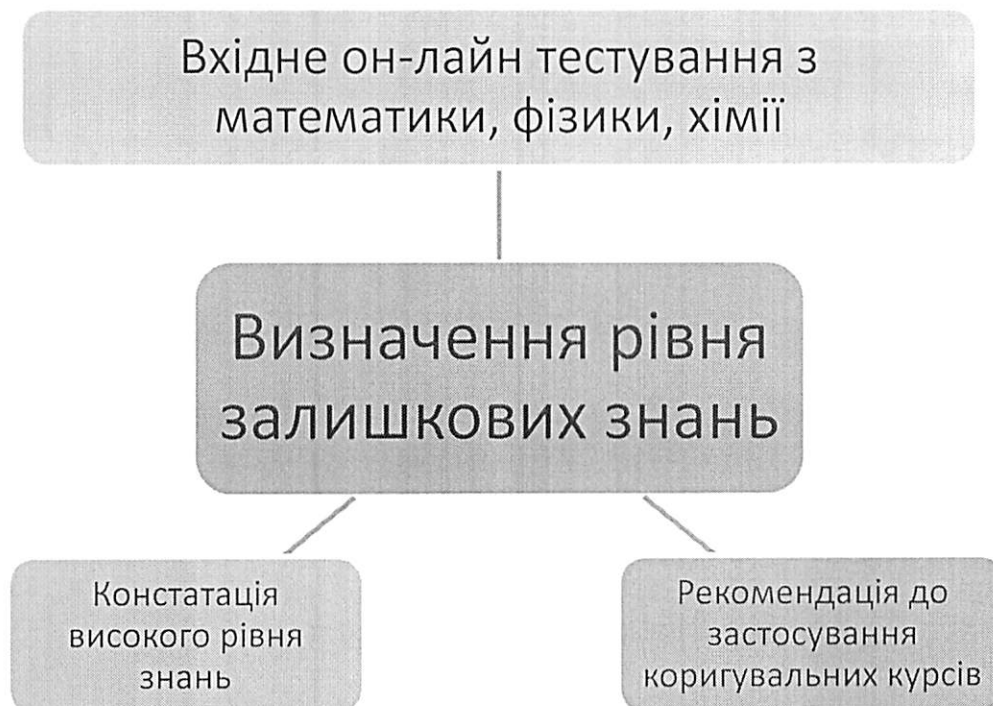 Вхідне он-лайн тестування з
математики, фізики, хімії
Визначення рівня
залишкових знань
Констатація
високого рівня
знань
Рекомендація до
застосування
коригувальних курсів